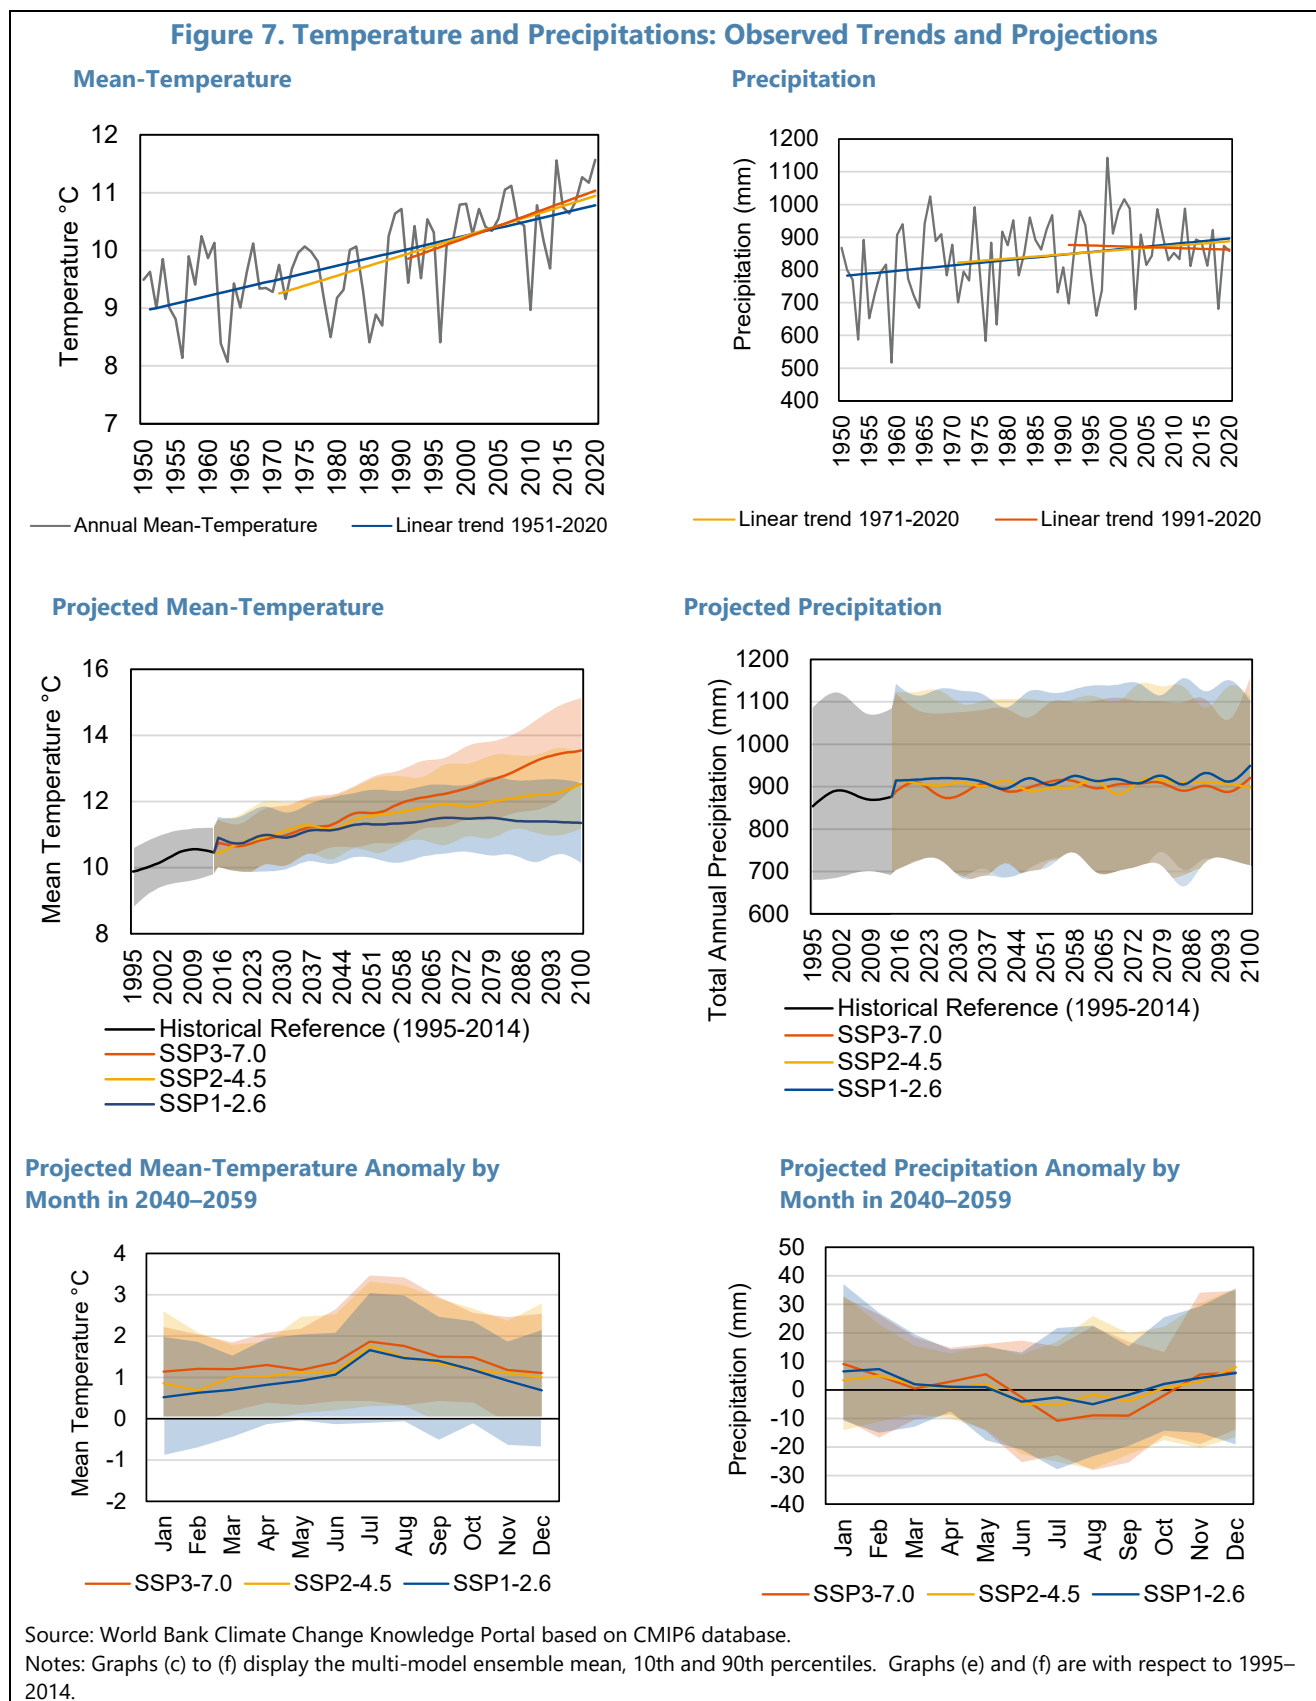 Figure 7. Temperature and Precipitations: Observed Trends and Projections
Mean-Temperature
Temperature °C
12
11
10
9
8
7
1950
1955
1960
1965
1970
1975
1980
1985
1990
1995
2000
2005
2010
2015
2020
Annual Mean-Temperature
Linear trend 1951-2020
Precipitation
Precipitation (mm)
1200
1100
1000
900
800
700
600
500
400
1950
1955
1960
1965
1970
1975
1980
1985
1990
1995
2000
2005
2010
2015
2020
Linear trend 1971-2020
Linear trend 1991-2020
Projected Mean-Temperature
Mean Temperature °C
16
14
12
10
8
1995
2002
2009
2016
2023
2030
2037
2044
2051
2058
2065
2072
2079
2086
2093
2100
Historical Reference (1995-2014)
SSP3-7.0
SSP2-4.5
SSP1-2.6
Projected Precipitation
Total Annual Precipitation (mm)
1200
1100
1000
900
800
700
600
1995
2002
2009
2016
2023
2030
2037
2044
2051
2058
2065
2072
2079
2086
2093
2100
Historical Reference (1995-2014)
SSP3-7.0
SSP2-4.5
SSP1-2.6
Projected Mean-Temperature Anomaly by
Month in 2040–2059
Mean Temperature °C
4
3
2
1
0
-1
-2
Jan
Feb
Mar
Apr
May
Jun
Jul
Aug
Sep
Oct
Nov
Dec
SSP3-7.0
SSP2-4.5
SSP1-2.6
Projected Precipitation Anomaly by
Month in 2040–2059
Precipitation (mm)
50
40
30
20
10
0
-10
-20
-30
-40
Jan
Feb
Mar
Apr
May
Jun
Jul
Aug
Sep
Oct
Nov
Dec
SSP3-7.0
SSP2-4.5
SSP1-2.6
Source: World Bank Climate Change Knowledge Portal based on CMIP6 database.
Notes: Graphs (c) to (f) display the multi-model ensemble mean, 10th and 90th percentiles. Graphs (e) and (f) are with respect to 1995–
2014.